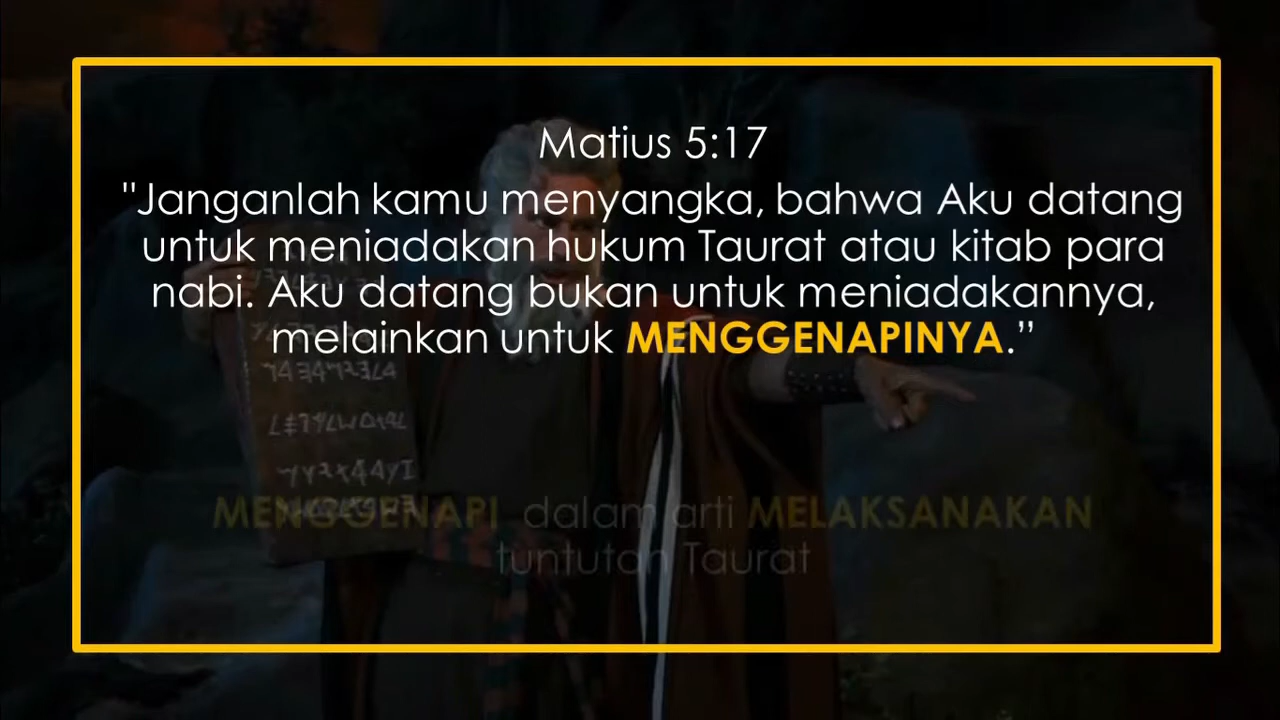 Matius 5:17
"Janganlah kamu menyangka, bahwa Aku datang
untuk meniadakan hukum Taurat atau kitab para
nabi. Aku datang bukan untuk meniadakannya,
melainkan untuk MENGGENAPINYA.”
MENGGENAPI dalam arti MELAKSANAKAN
tuntutan Taurat